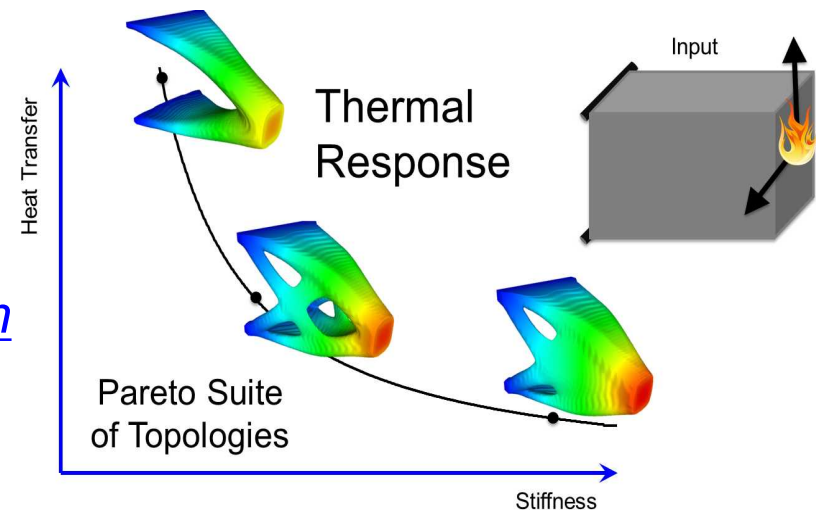 Input
Thermal
Response
Heat Transfer
n
Pareto Suite
of Topologies
Stiffness